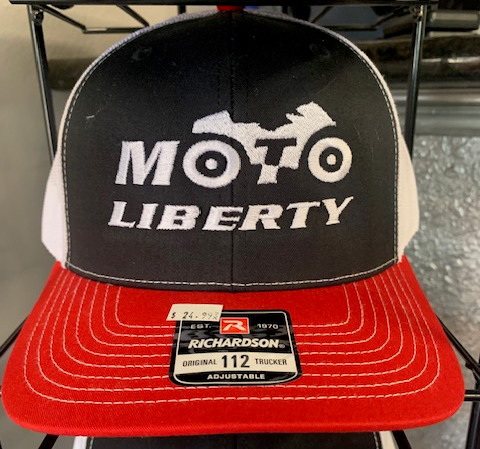 MOTO
LIBERTY
$ 24.99
EST. R 1970
RICHARDSON®
ORIGINAL 112 TRUCKER
ADJUSTABLE